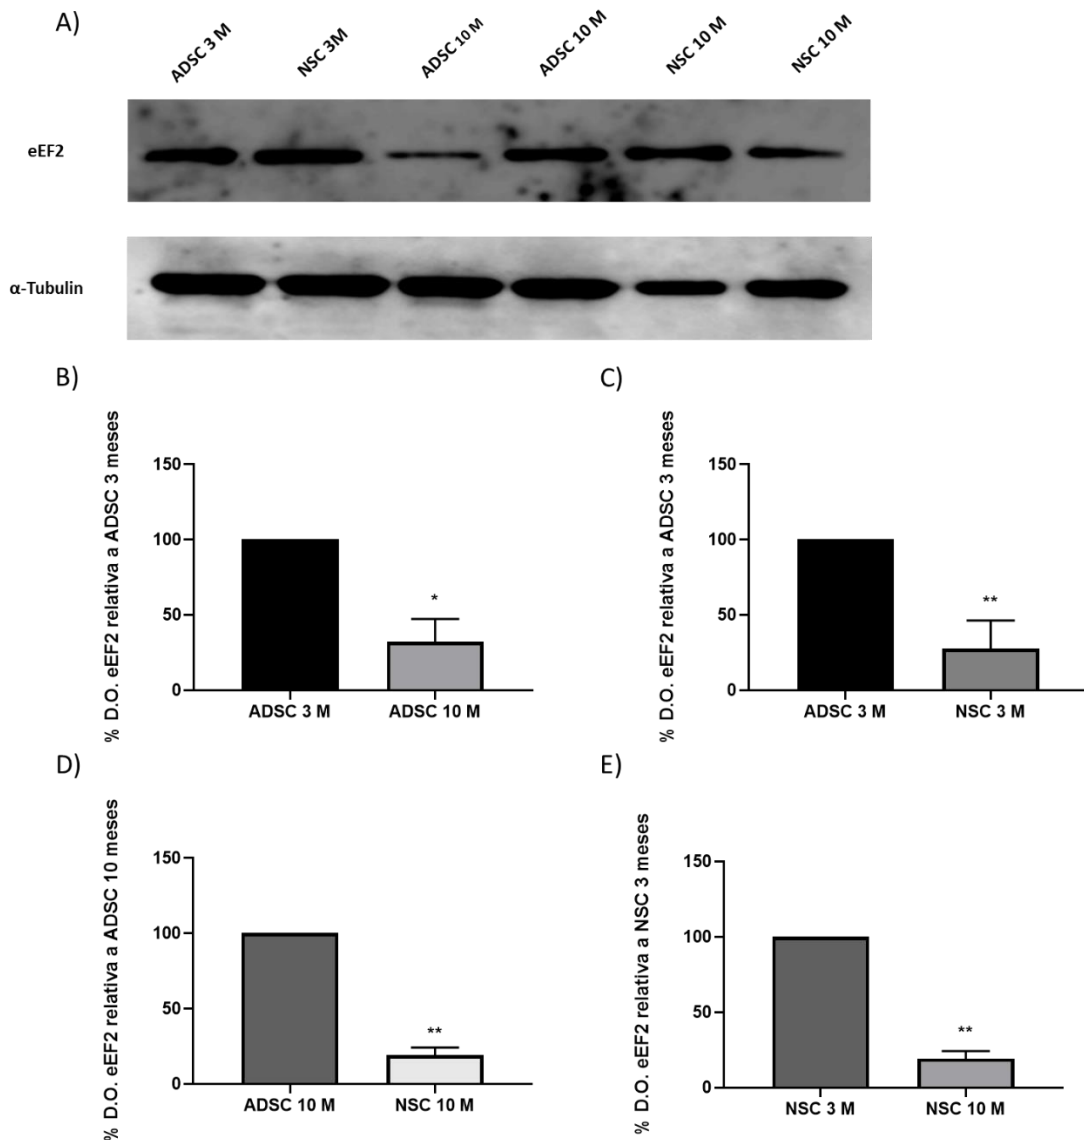 A)
ADSC 3 M
NSC 3M
ADSC 10 M
ADSC 10 M
NSC 10 M
NSC 10 M
eEF2
α-Tubulin
B)
% D.O. eEF2 relativa a ADSC 3 meses
150
100
50
0
*
ADSC 3 M
ADSC 10 M
C)
% D.O. eEF2 relativa a ADSC 3 meses
150
100
50
0
**
ADSC 3 M
NSC 3 M
D)
% D.O. eEF2 relativa a ADSC 10 meses
150
100
50
0
**
ADSC 10 M
NSC 10 M
E)
% D.O. eEF2 relativa a NSC 3 meses
150
100
50
0
**
NSC 3 M
NSC 10 M